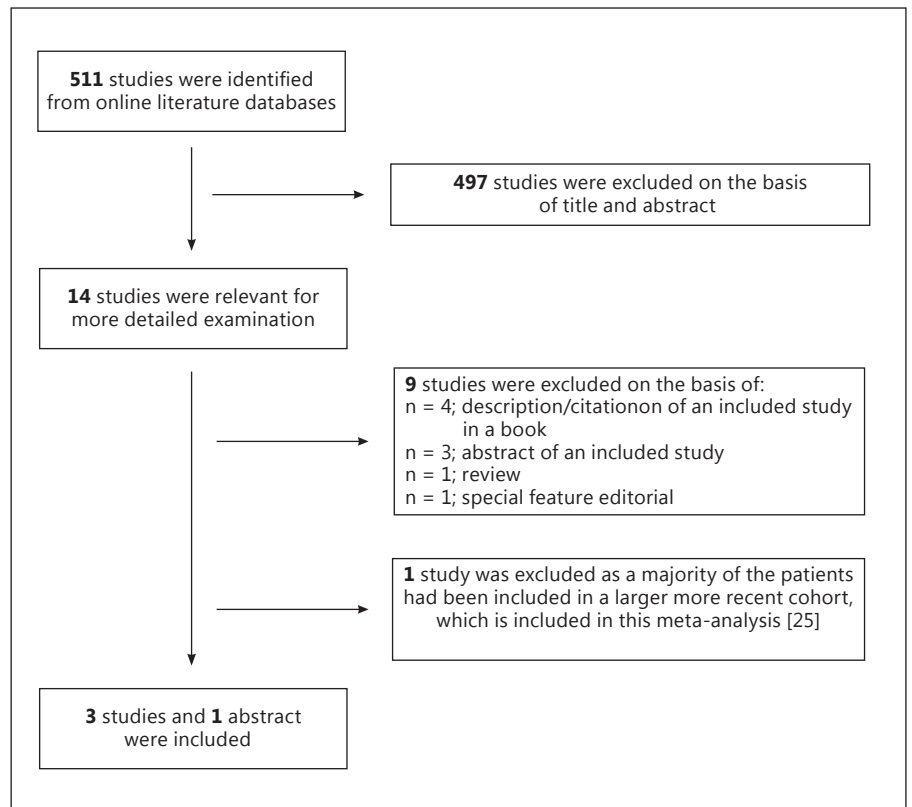 511 studies were identified
from online literature databases
497 studies were excluded on the basis
of title and abstract
14 studies were relevant for
more detailed examination
9 studies were excluded on the basis of:
n = 4; description/citationon of an included study
in a book
n = 3; abstract of an included study
n = 1; review
n = 1; special feature editorial
1 study was excluded as a majority of the patients
had been included in a larger more recent cohort,
which is included in this meta-analysis [25]
3 studies and 1 abstract
were included